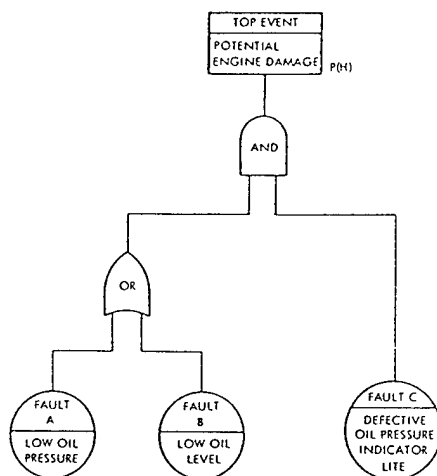 TOP EVENT
POTENTIAL
ENGINE DAMAGE
P(H)
AND
OR
FAULT
A
LOW OIL
PRESSURE
FAULT
B
LOW OIL
LEVEL
FAULT C
DEFECTIVE
OIL PRESSURE
INDICATOR
LITE